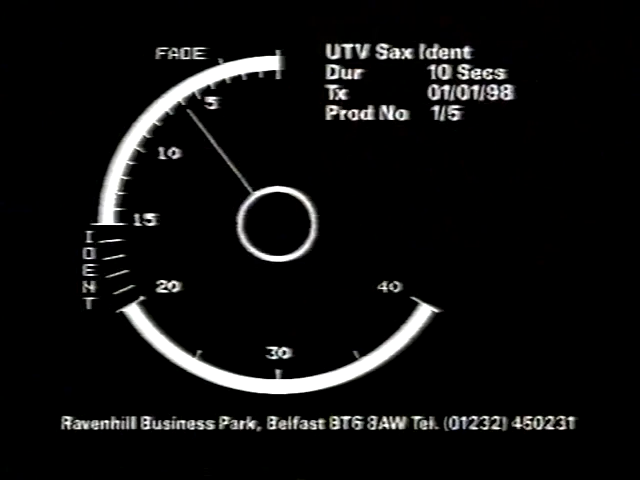 FADE
UTV Sax Ident
Dur 10 Secs
Tx 01/01/98
Prod No 1/5
5
10
15
IDENT
20
40
30
Ravenhill Business Park, Belfast BT6 8AW Tel. (01232) 450231